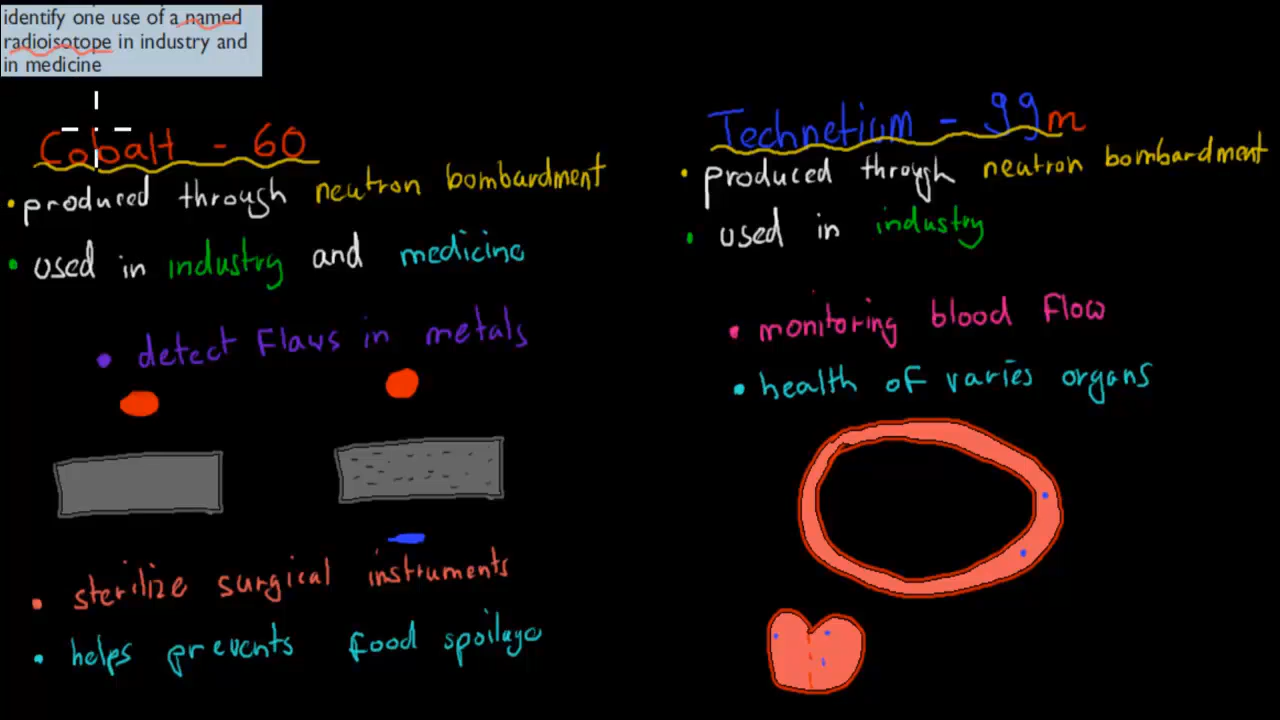 identify one use of a named
radioisotope in industry and
in medicine
Cobalt - 60
• produced through neutron bombardment
• used in industry and medicine
• detect Flaws in metals
• sterilize surgical instruments
• helps prevents food spoilage
Technetium - 99m
• produced through neutron bombardment
• used in industry
• monitoring blood Flow
• health of varies organs